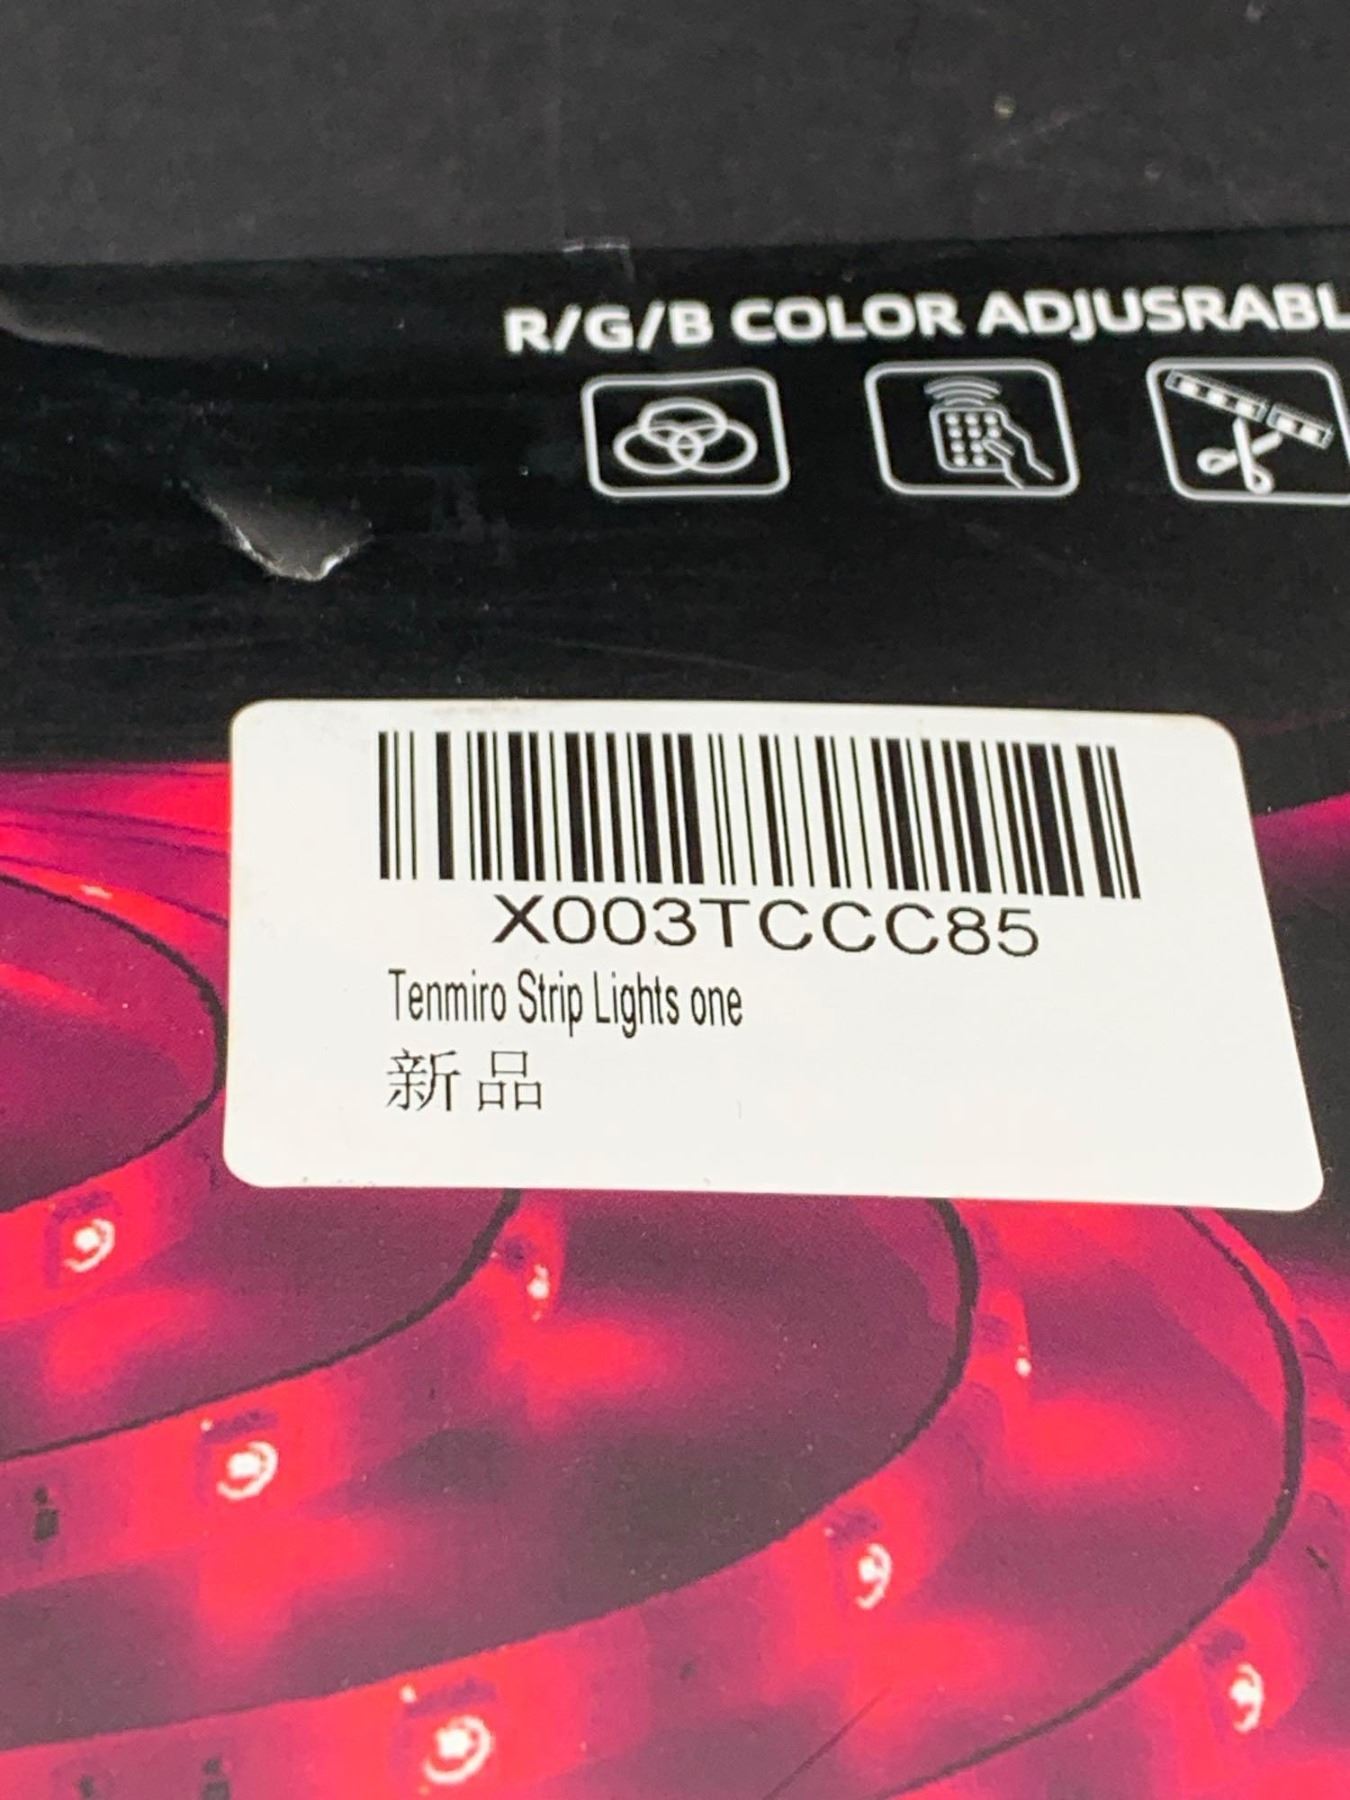 R/G/B COLOR ADJUSRABL
X003TCCC85
Tenmiro Strip Lights one
新品